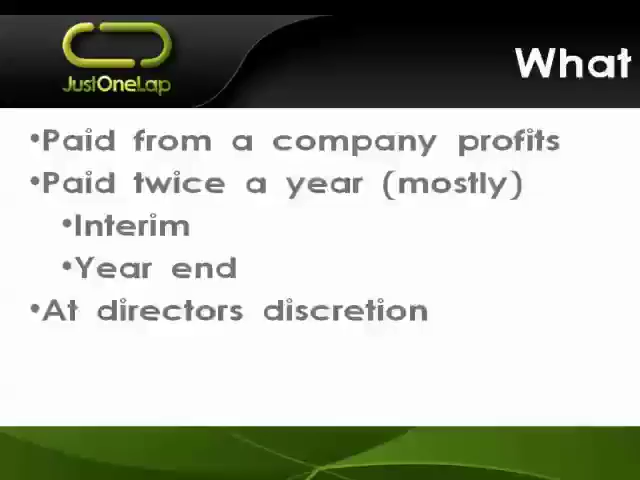 JustOneLap
What
•Paid from a company profits
•Paid twice a year (mostly)
•Interim
•Year end
•At directors discretion